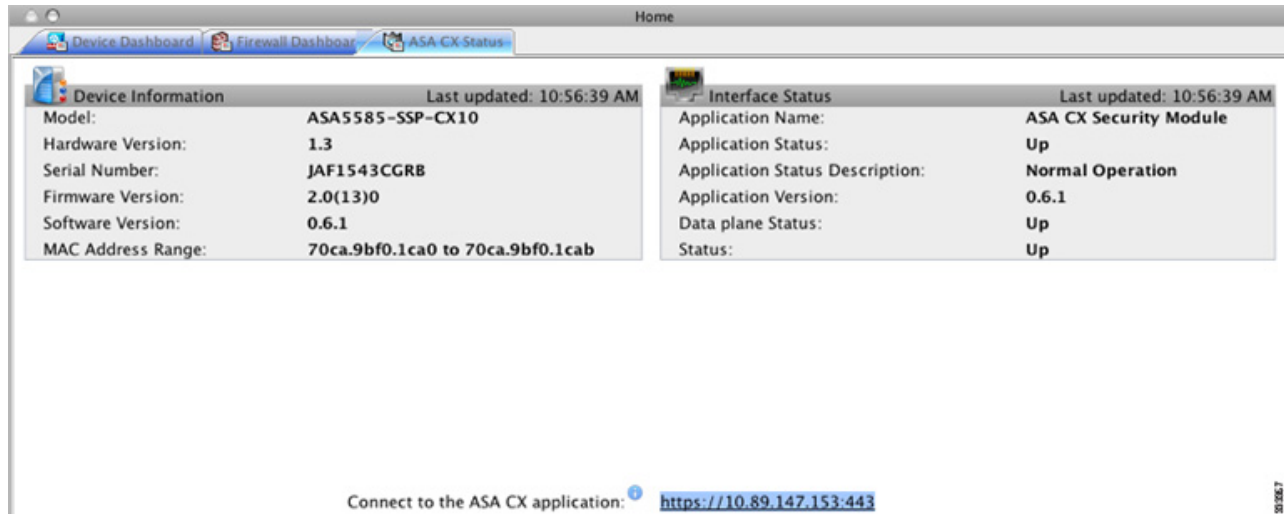 Home
Device Dashboard Firewall Dashboar ASA CX Status
Device Information Last updated: 10:56:39 AM
Model: ASA5585-SSP-CX10
Hardware Version: 1.3
Serial Number: JAF1543CGRB
Firmware Version: 2.0(13)0
Software Version: 0.6.1
MAC Address Range: 70ca.9bf0.1ca0 to 70ca.9bf0.1cab
Interface Status Last updated: 10:56:39 AM
Application Name: ASA CX Security Module
Application Status: Up
Application Status Description: Normal Operation
Application Version: 0.6.1
Data plane Status: Up
Status: Up
Connect to the ASA CX application: https://10.89.147.153:443